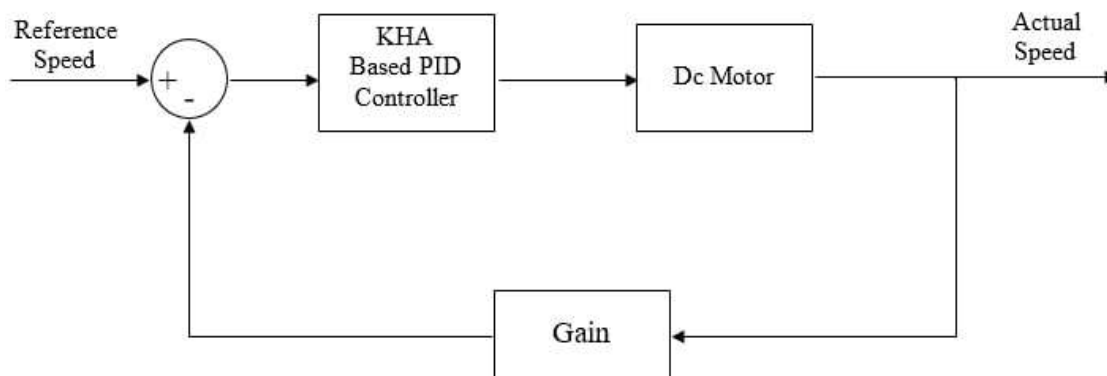 Reference
Speed
+
-
KHA
Based PID
Controller
Dc Motor
Actual
Speed
Gain